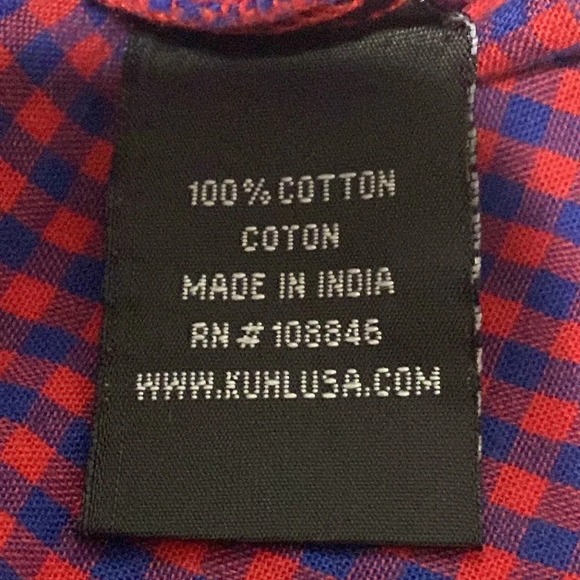 100% COTTON
COTON
MADE IN INDIA
RN # 108846
WWW.KUHLUSA.COM